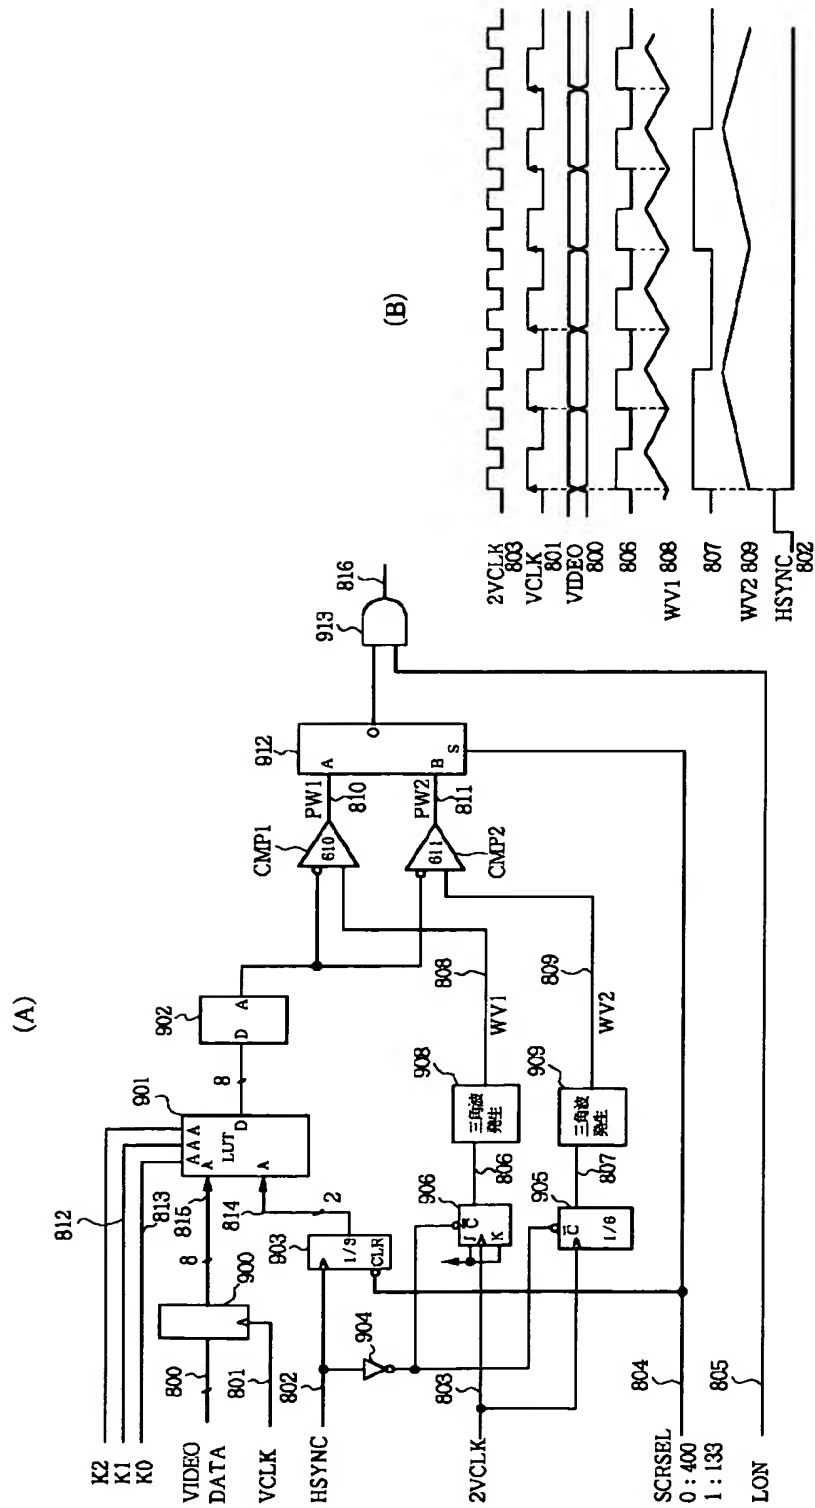 (A)
K2
K1
K0
812
813
VIDEO
DATA
800
8
815
900
VCLK
801
814
2
HSYNC
802
903
1/3
CLR
904
901
A A A
A
LUT
D
A
8
902
D A
2VCLK
803
906
J C̅
K
806
908
三角波
発生
808
WV1
905
C̅
1/6
807
909
三角波
発生
809
WV2
CMP1
610
PW1
810
611
CMP2
PW2
811
912
A
B
S
O
913
816
SCRSEL
0 : 400
1 : 133
804
LON
805
(B)
2VCLK
803
VCLK
801
VIDEO
800
806
WV1 808
807
WV2 809
HSYNC
802